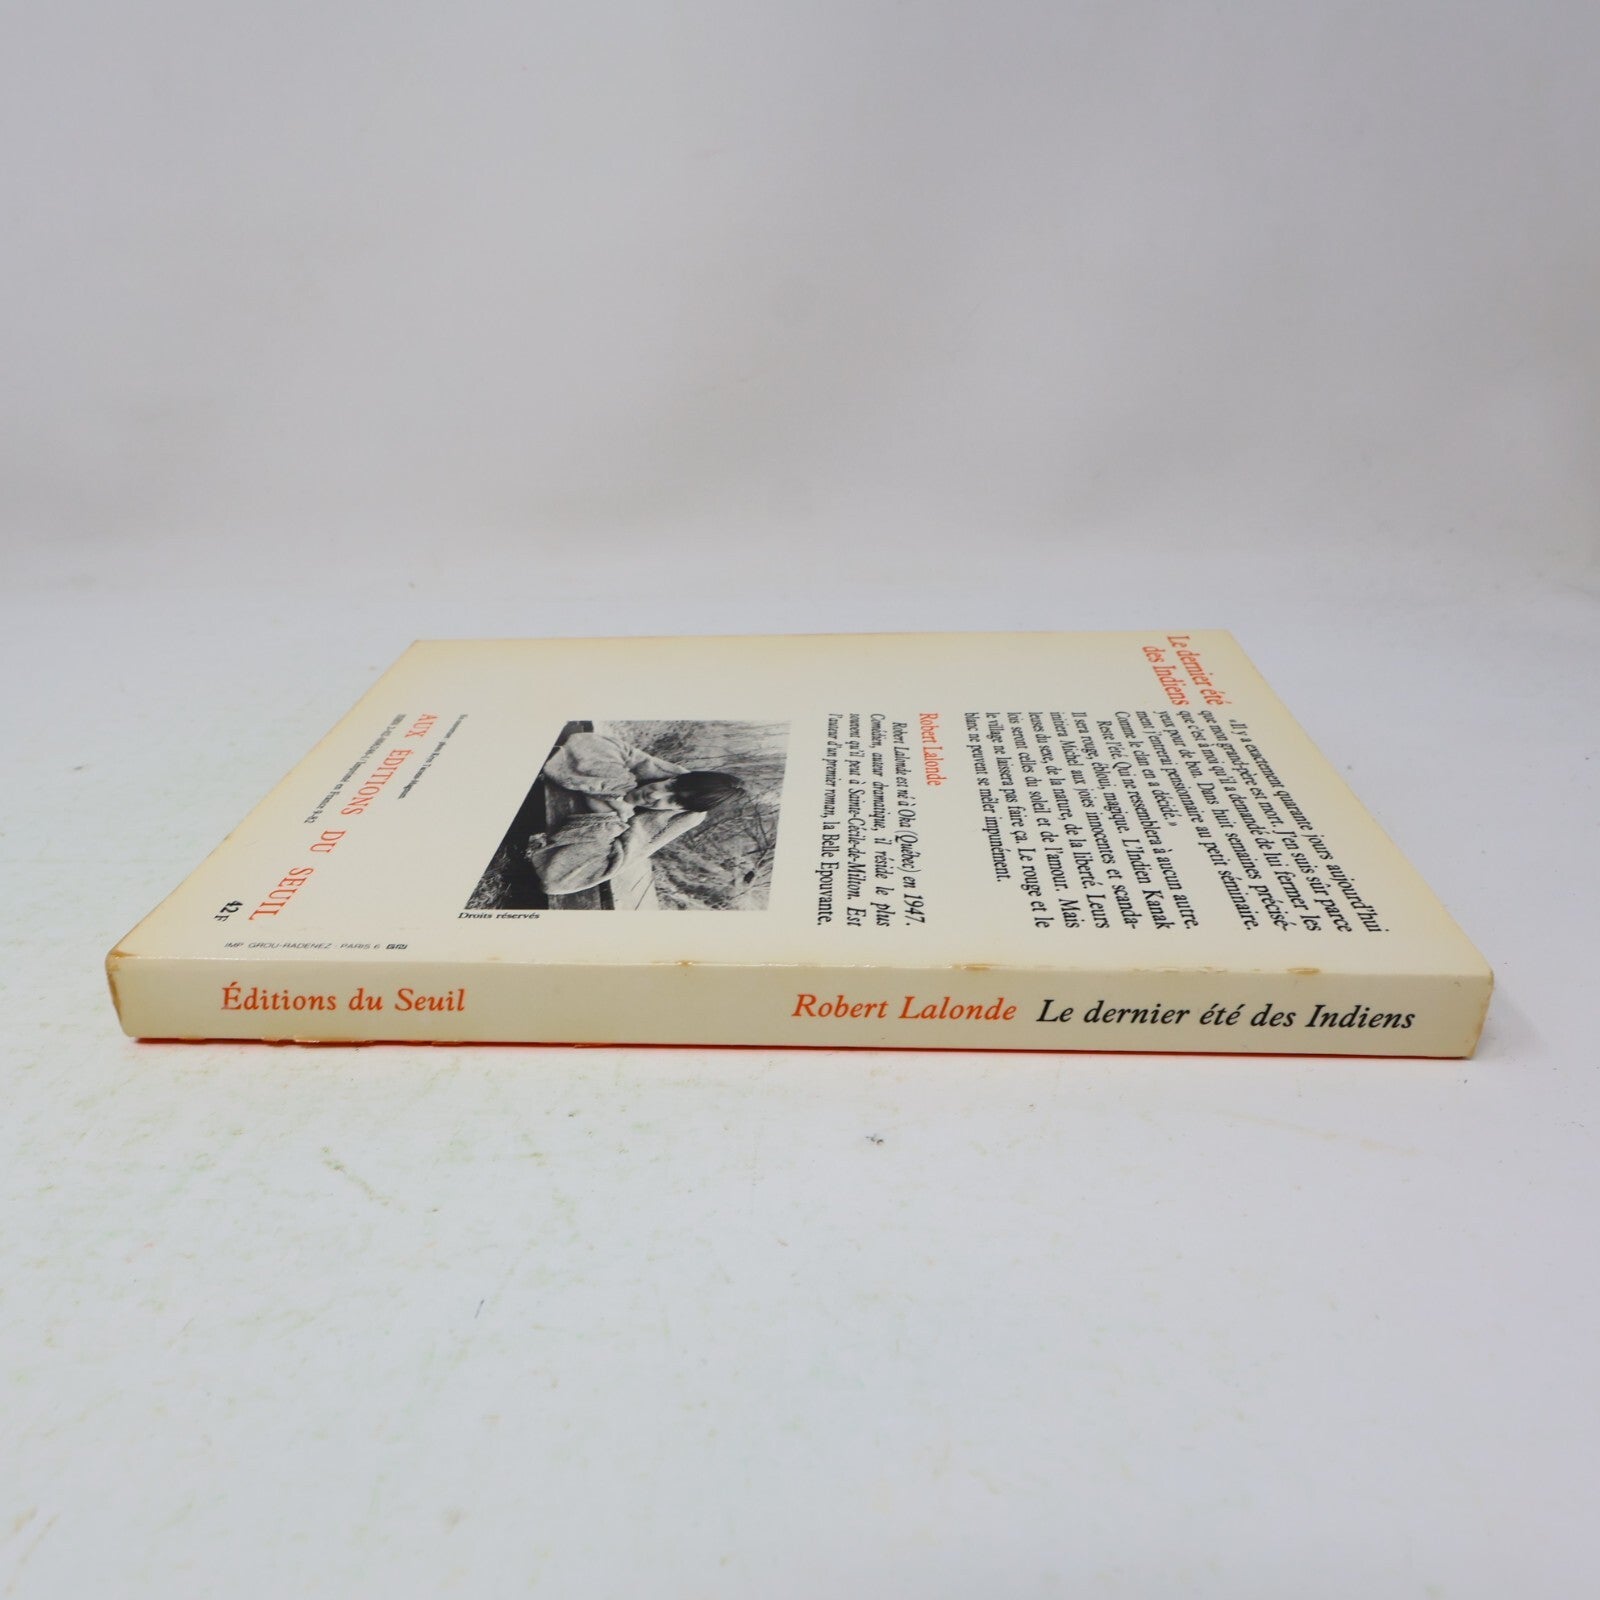 Le dernier été
des Indiens
«Il y a exactement quarante jours aujourd'hui
que mon grand-père est mort. J'en suis sûr parce
que c'est à moi qu'il a demandé de lui fermer les
yeux pour de bon. Dans huit semaines précisé-
ment j'entrerai pensionnaire au petit séminaire.
Comme le clan en a décidé.»
Reste l'été. Qui ne ressemblera à aucun autre.
Il sera rouge, ébloui, magique. L'Indien Kanak
initiera Michel aux joies innocentes et scanda-
leuses du sexe, de la nature, de la liberté. Leurs
lois seront celles du soleil et de l'amour. Mais
le village ne laissera pas faire ça. Le rouge et le
blanc ne peuvent se mêler impunément.
Robert Lalonde
Robert Lalonde est né à Oka (Québec) en 1947.
Comédien, auteur dramatique, il réside le plus
souvent qu'il peut à Sainte-Cécile-de-Milton. Est
l'auteur d'un premier roman, la Belle Epouvante.
Droits réservés
AUX EDITIONS DU SEUIL
Imprimé en France 9-82
42F
IMP. GROU-RADENEZ - PARIS 6
Éditions du Seuil
Robert Lalonde Le dernier été des Indiens